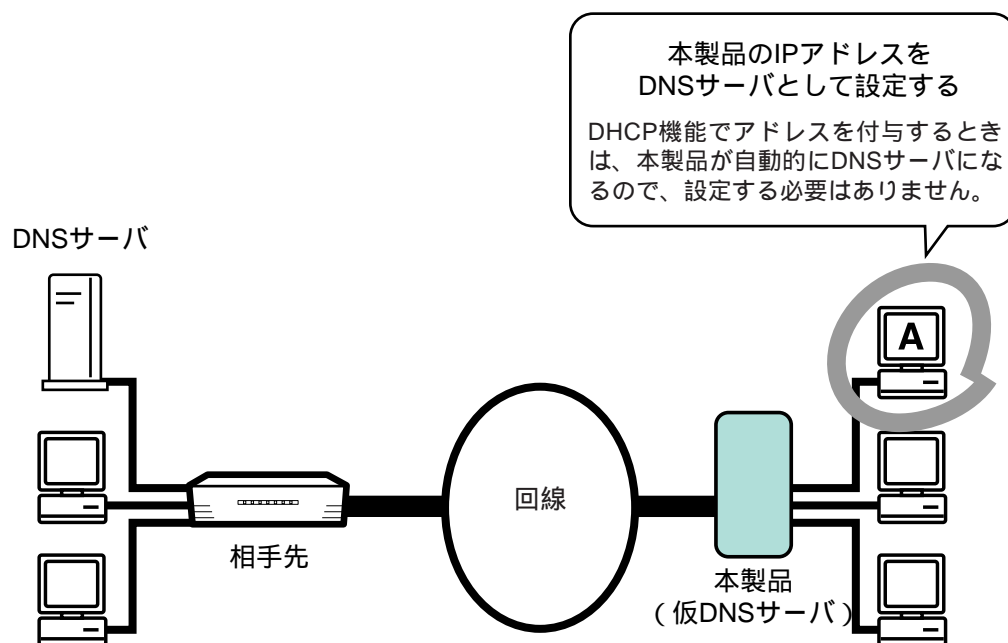 本製品のIPアドレスを
DNSサーバとして設定する
DHCP機能でアドレスを付与するとき
は、本製品が自動的にDNSサーバにな
るので、設定する必要はありません。
DNSサーバ
A
回線
相手先
本製品
（仮DNSサーバ）